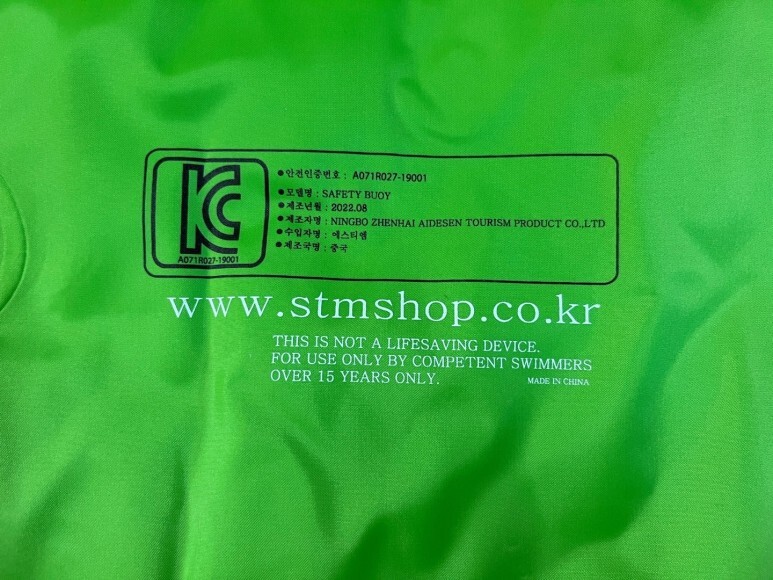 ●안전인증번호 : A071R027-19001
●모델명 : SAFETY BUOY
●제조년월 : 2022.08
●제조자명 : NINGBO ZHENHAI AIDESEN TOURISM PRODUCT CO.,LTD
●수입자명 : 에스티엠
●제조국명 : 중국
KC
A071R027-19001
www.stmshop.co.kr
THIS IS NOT A LIFESAVING DEVICE.
FOR USE ONLY BY COMPETENT SWIMMERS
OVER 15 YEARS ONLY.
MADE IN CHINA